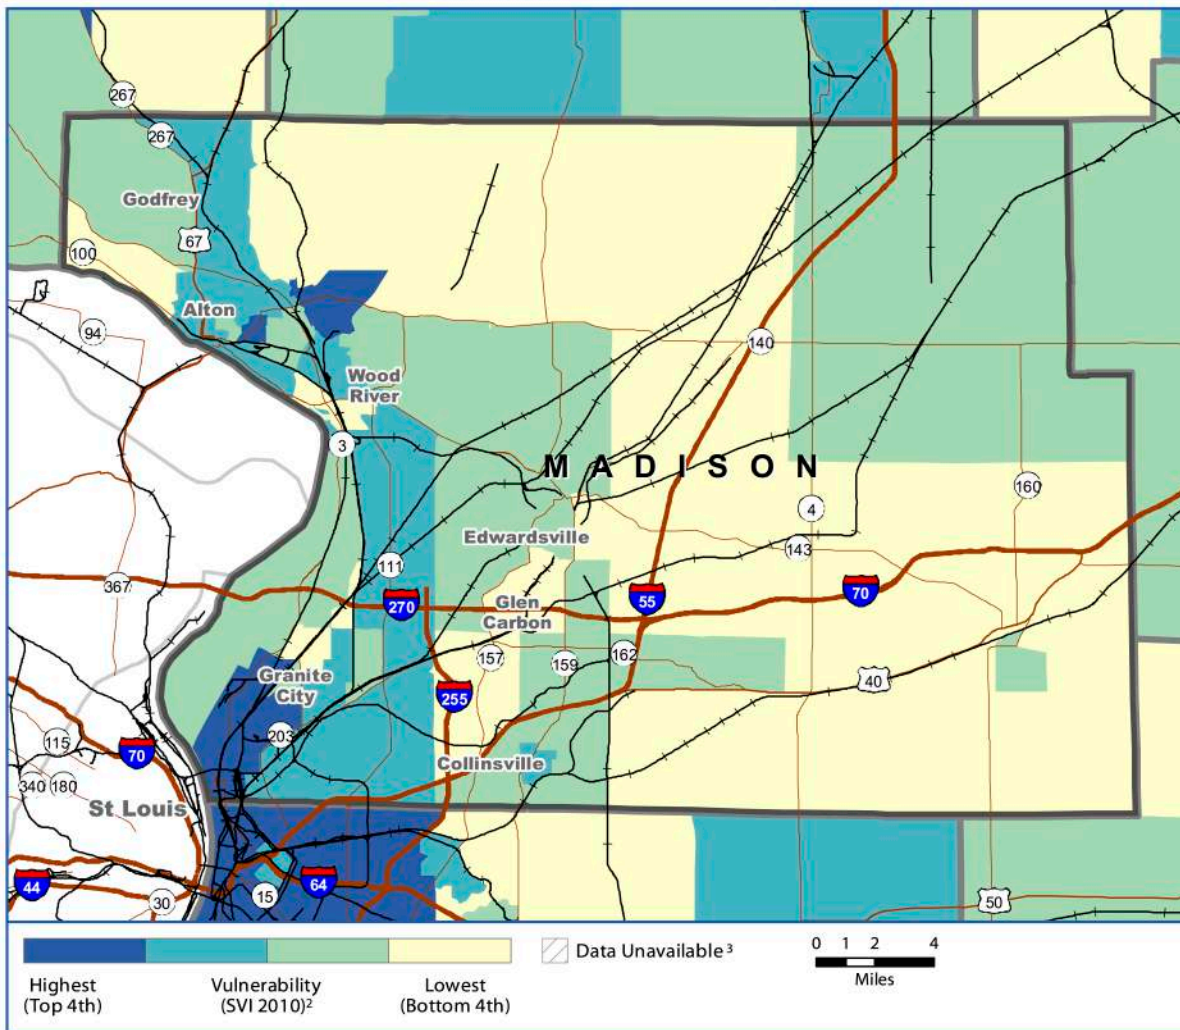 267
267
Godfrey
67
100
Alton
94
140
Wood
River
3
MADISON
160
4
Edwardsville
143
111
367
270
Glen
Carbon
55
70
157
159
162
Granite
City
40
255
203
115
70
Collinsville
340
180
St Louis
44
30
15
64
50
Highest
(Top 4th)
Vulnerability
(SVI 2010)2
Lowest
(Bottom 4th)
Data Unavailable 3
0 1 2 4
Miles